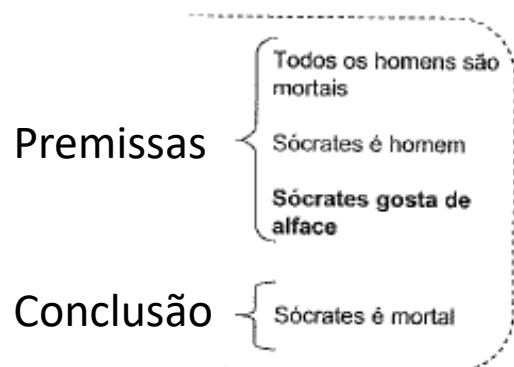 Premissas
Todos os homens são
mortais
Sócrates é homem
Sócrates gosta de
alface
Conclusão
Sócrates é mortal